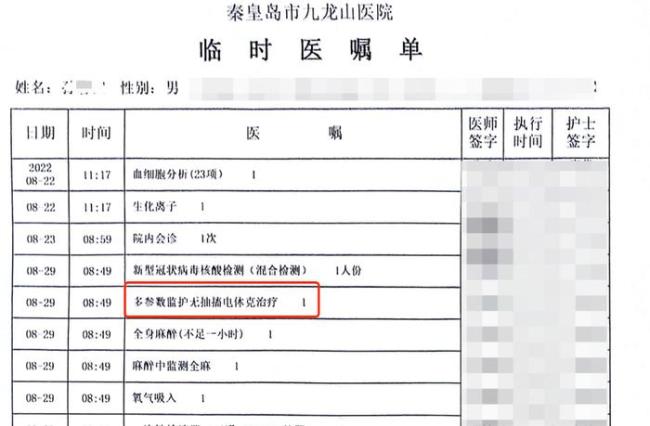 秦皇岛市九龙山医院
临时医嘱单
姓名: 性别: 男
日期 时间 医嘱 医师签字 执行时间 护士签字
2022 08-22 11:17 血细胞分析(23项) 1
08-22 11:17 生化离子 1
08-23 08:59 院内会诊 1次
08-29 08:49 新型冠状病毒核酸检测(混合检测) 1人份
08-29 08:49 多参数监护无抽搐电休克治疗 1
08-29 08:49 全身麻醉(不足一小时) 1
08-29 08:49 麻醉中监测全麻 1
08-29 08:49 氧气吸入 1